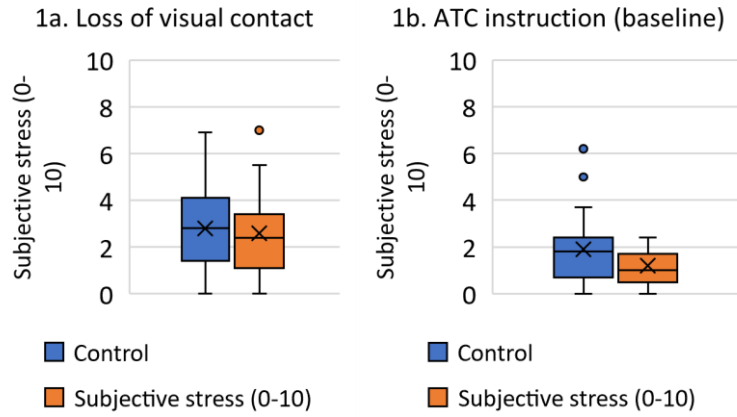 1a. Loss of visual contact
Subjective stress (0-
10)
10
8
6
4
2
0
Control
Subjective stress (0-10)
1b. ATC instruction (baseline)
Subjective stress (0-
10)
10
8
6
4
2
0
Control
Subjective stress (0-10)